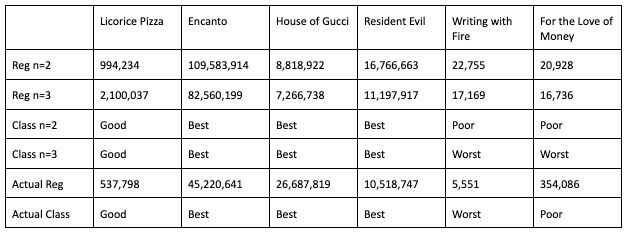 Licorice Pizza Encanto House of Gucci Resident Evil Writing with Fire For the Love of Money
Reg n=2 994,234 109,583,914 8,818,922 16,766,663 22,755 20,928
Reg n=3 2,100,037 82,560,199 7,266,738 11,197,917 17,169 16,736
Class n=2 Good Best Best Best Poor Poor
Class n=3 Good Best Best Best Worst Worst
Actual Reg 537,798 45,220,641 26,687,819 10,518,747 5,551 354,086
Actual Class Good Best Best Best Worst Poor